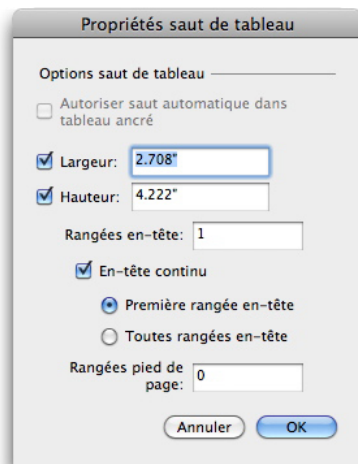 Propriétés saut de tableau
Options saut de tableau
Autoriser saut automatique dans
tableau ancré
Largeur: 2.708"
Hauteur: 4.222"
Rangées en-tête: 1
En-tête continu
Première rangée en-tête
Toutes rangées en-tête
Rangées pied de
page: 0
Annuler OK